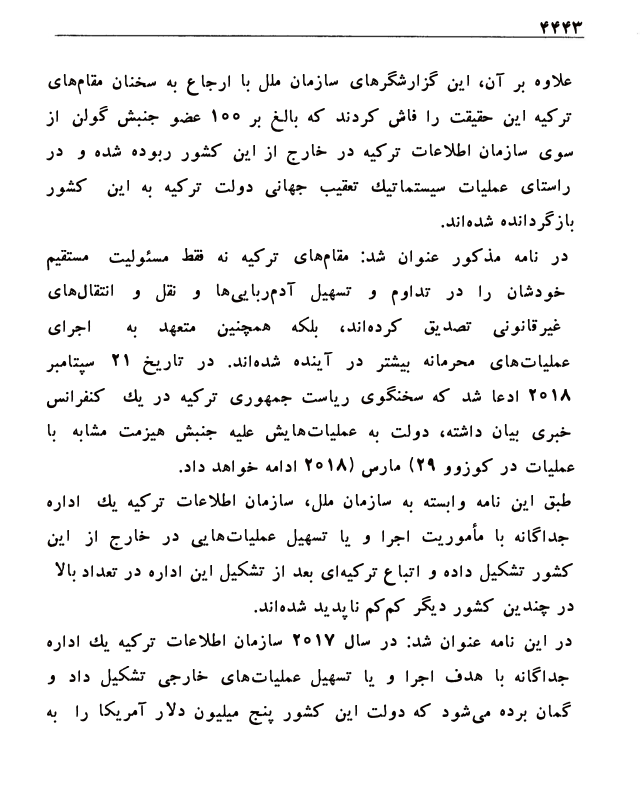 ۴۴۴۳
علاوه بر آن، این گزارشگرهای سازمان ملل با ارجاع به سخنان مقام‌های
ترکیه این حقیقت را فاش کردند که بالغ بر ۱۰۰ عضو جنبش گولن از
سوی سازمان اطلاعات ترکیه در خارج از این کشور ربوده شده و در
راستای عملیات سیستماتیك تعقیب جهانی دولت ترکیه به این کشور
بازگردانده شده‌اند.
در نامه مذکور عنوان شد: مقام‌های ترکیه نه فقط مسئولیت مستقیم
خودشان را در تداوم و تسهیل آدم‌ربایی‌ها و نقل و انتقال‌های
غیرقانونی تصدیق کرده‌اند، بلکه همچنین متعهد به اجرای
عملیات‌های محرمانه بیشتر در آینده شده‌اند. در تاریخ ۲۱ سپتامبر
۲۰۱۸ ادعا شد که سخنگوی ریاست جمهوری ترکیه در یك کنفرانس
خبری بیان داشته، دولت به عملیات‌هایش علیه جنبش هیزمت مشابه با
عملیات در کوزوو ۲۹) مارس (۲۰۱۸ ادامه خواهد داد.
طبق این نامه وابسته به سازمان ملل، سازمان اطلاعات ترکیه یك اداره
جداگانه با مأموریت اجرا و یا تسهیل عملیات‌هایی در خارج از این
کشور تشکیل داده و اتباع ترکیه‌ای بعد از تشکیل این اداره در تعداد بالا
در چندین کشور دیگر کم‌کم ناپدید شده‌اند.
در این نامه عنوان شد: در سال ۲۰۱۷ سازمان اطلاعات ترکیه یك اداره
جداگانه با هدف اجرا و یا تسهیل عملیات‌های خارجی تشکیل داد و
گمان برده می‌شود که دولت این کشور پنج میلیون دلار آمریکا را به